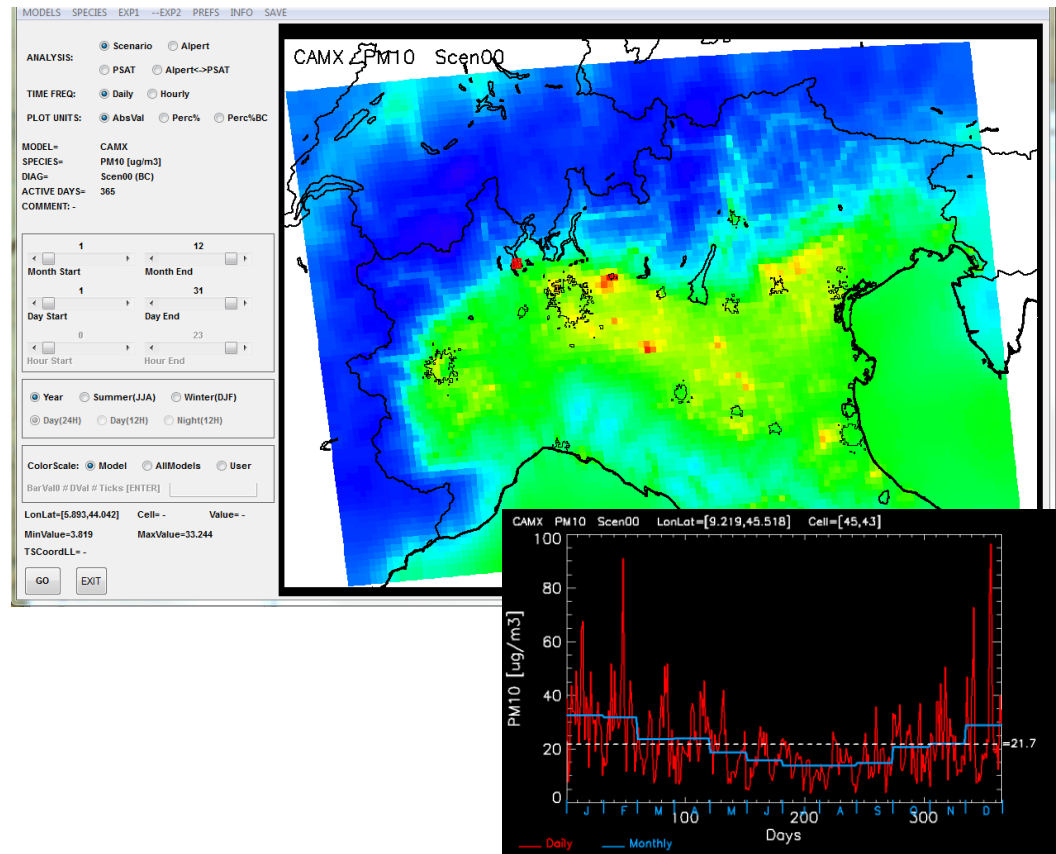 MODELS SPECIES EXP1 --EXP2 PREFS INFO SAVE
ANALYSIS: Scenario Alpert
PSAT Alpert<->PSAT
TIME FREQ: Daily Hourly
PLOT UNITS: AbsVal Perc% Perc%BC
MODEL= CAMX
SPECIES= PM10 [ug/m3]
DIAG= Scen00 (BC)
ACTIVE DAYS= 365
COMMENT: -
1 12
Month Start Month End
1 31
Day Start Day End
0 23
Hour Start Hour End
Year Summer(JJA) Winter(DJF)
Day(24H) Day(12H) Night(12H)
ColorScale: Model AllModels User
BarVal0 # DVal # Ticks [ENTER]
LonLat=[5.893,44.042] Cell= - Value= -
MinValue=3.819 MaxValue=33.244
TSCoordLL= -
GO EXIT
CAMX PM10 Scen00
CAMX PM10 Scen00 LonLat=[9.219,45.518] Cell=[45,43]
PM10 [ug/m3]
100
80
60
40
20
0
=21.7
J F M A M J J A S O N D
100 200 300
Days
Daily Monthly